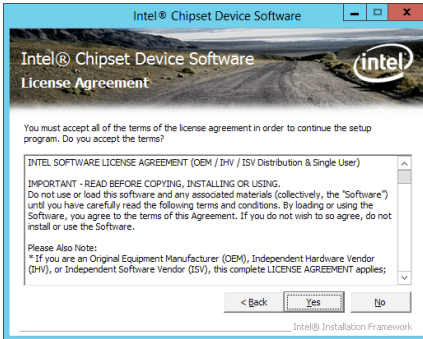 Intel® Chipset Device Software
Intel® Chipset Device Software
License Agreement
intel
You must accept all of the terms of the license agreement in order to continue the setup
program. Do you accept the terms?
INTEL SOFTWARE LICENSE AGREEMENT (OEM / IHV / ISV Distribution & Single User)
IMPORTANT - READ BEFORE COPYING, INSTALLING OR USING.
Do not use or load this software and any associated materials (collectively, the "Software")
until you have carefully read the following terms and conditions. By loading or using the
Software, you agree to the terms of this Agreement. If you do not wish to so agree, do not
install or use the Software.
Please Also Note:
* If you are an Original Equipment Manufacturer (OEM), Independent Hardware Vendor
(IHV), or Independent Software Vendor (ISV), this complete LICENSE AGREEMENT applies;
< Back Yes No
Intel® Installation Framework